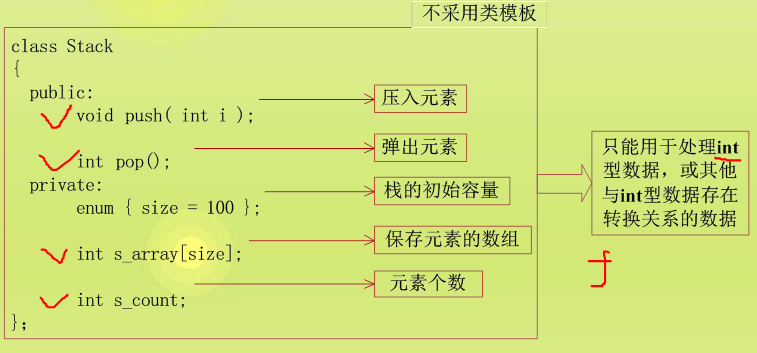 不采用类模板
class Stack
{
public:
void push( int i );
压入元素
int pop();
弹出元素
private:
enum { size = 100 };
栈的初始容量
int s_array[size];
保存元素的数组
int s_count;
元素个数
};
只能用于处理int
型数据，或其他
与int型数据存在
转换关系的数据